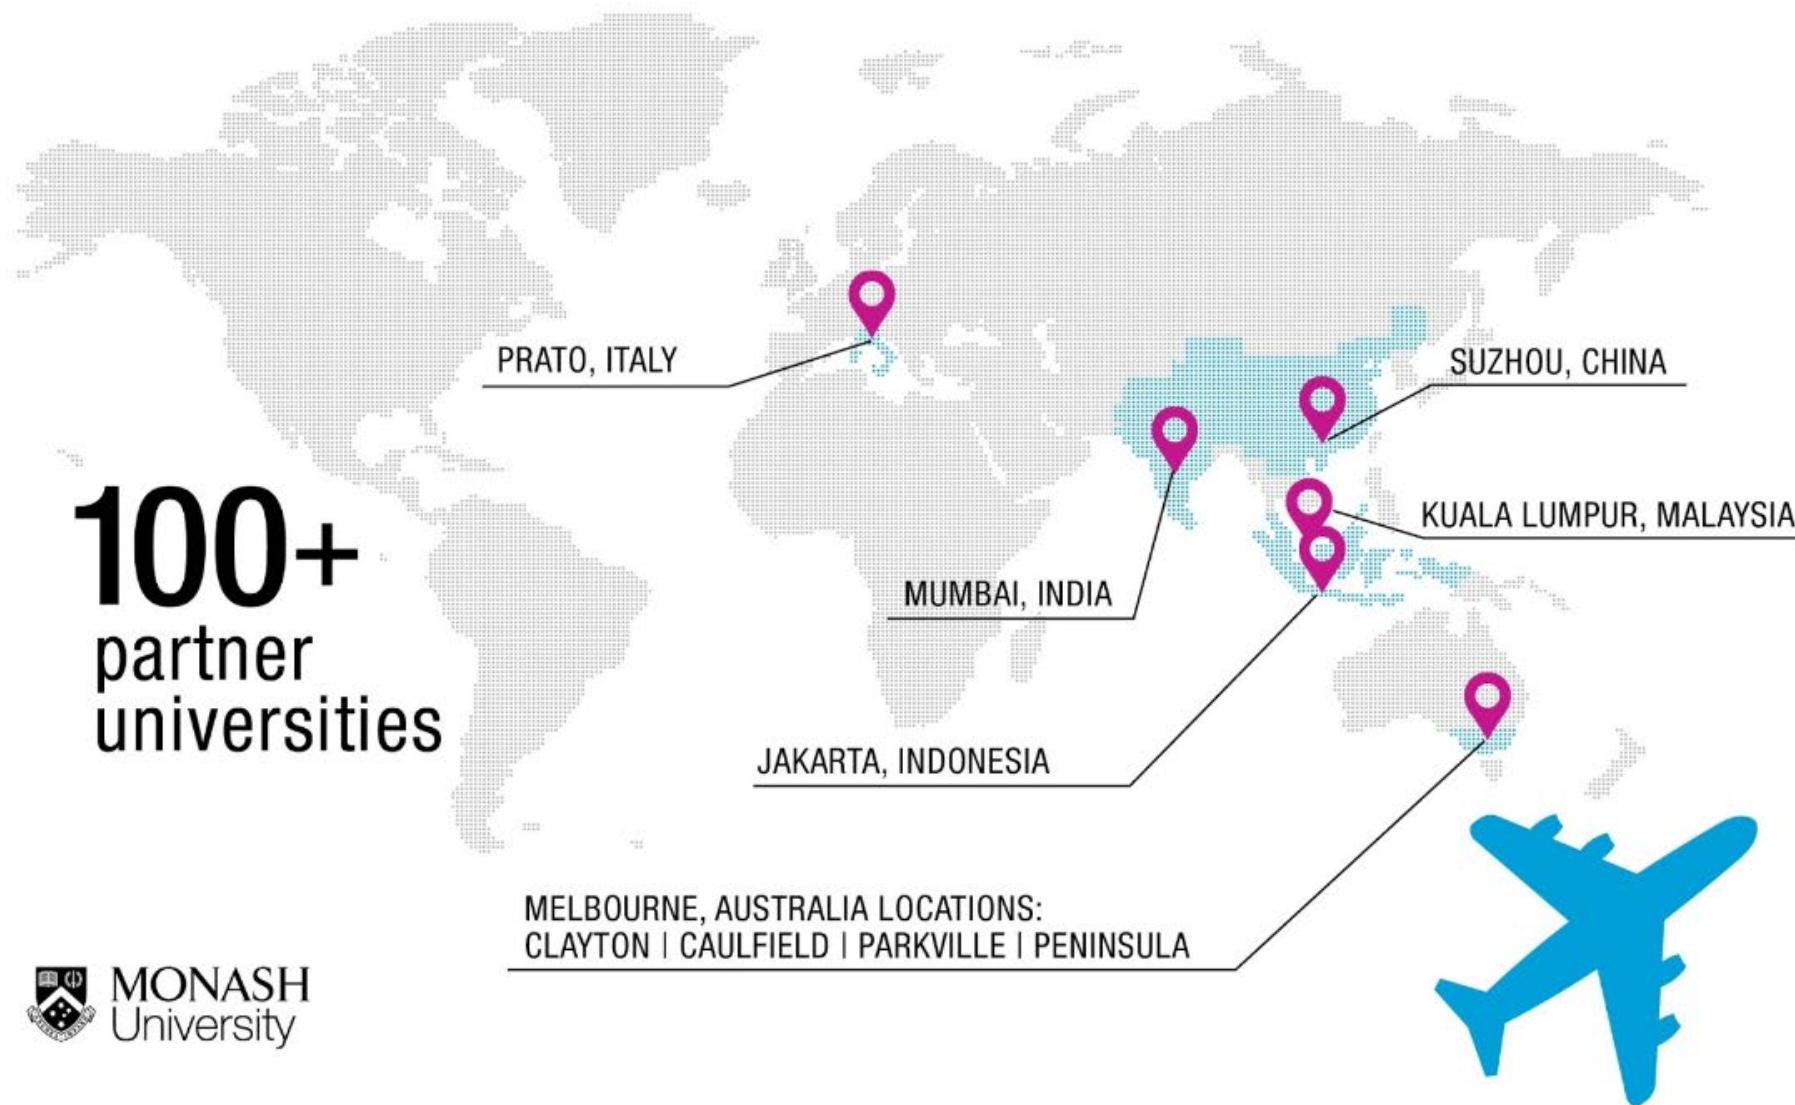 PRATO, ITALY
SUZHOU, CHINA
100+
partner
universities
KUALA LUMPUR, MALAYSIA
MUMBAI, INDIA
JAKARTA, INDONESIA
MELBOURNE, AUSTRALIA LOCATIONS:
CLAYTON | CAULFIELD | PARKVILLE | PENINSULA
MONASH
University